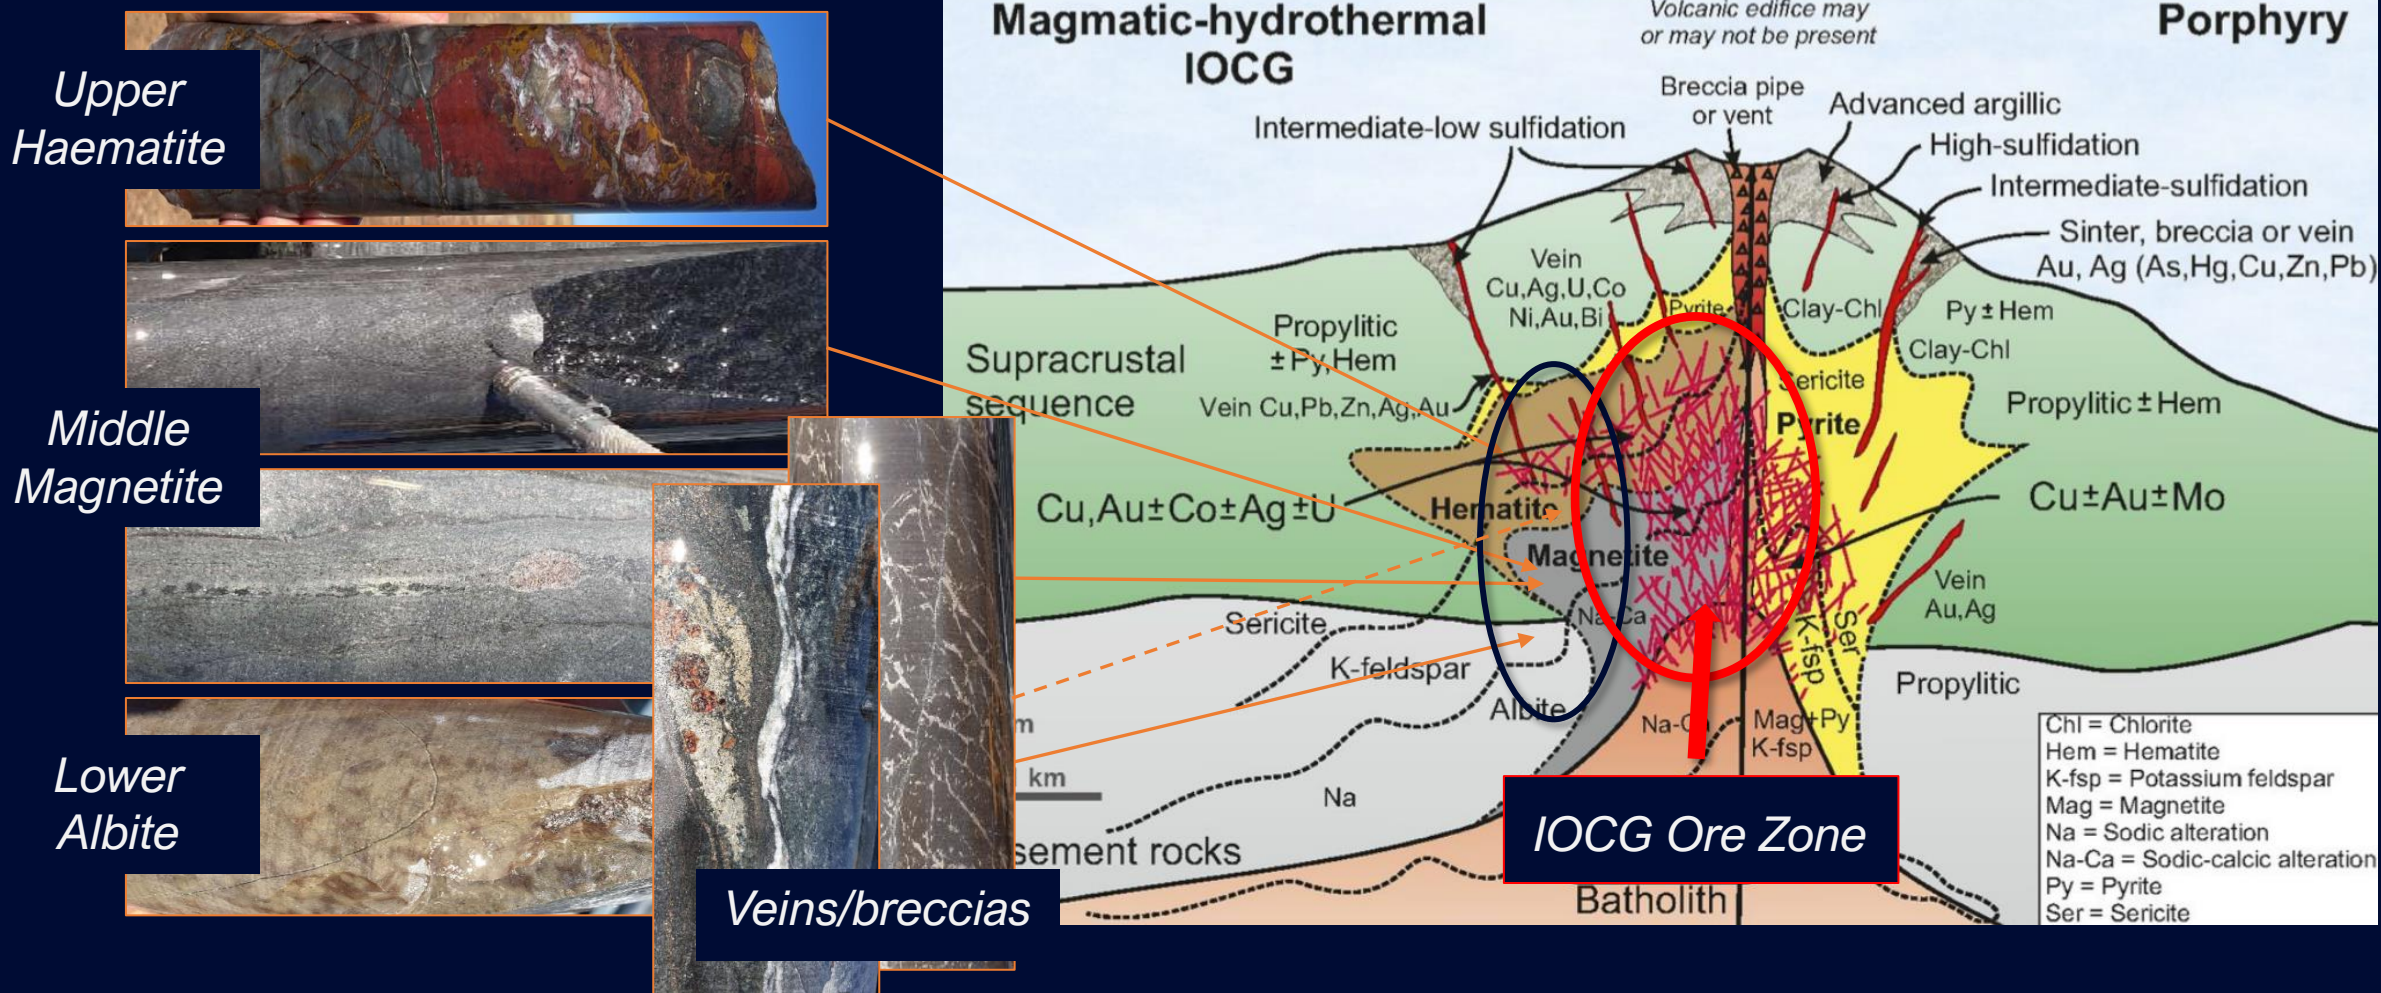 Upper
Haematite
Middle
Magnetite
Lower
Albite
Veins/breccias
Magmatic-hydrothermal
IOCG
Volcanic edifice may
or may not be present
Porphyry
Breccia pipe
or vent
Advanced argillic
Intermediate-low sulfidation
High-sulfidation
Intermediate-sulfidation
Sinter, breccia or vein
Au, Ag (As,Hg,Cu,Zn,Pb)
Vein
Cu,Ag,U,Co
Ni,Au,Bi
Pyrite
Clay-Chl
Py ± Hem
Clay-Chl
Propylitic
± Py,Hem
Supracrustal
sequence
Vein Cu,Pb,Zn,Ag,Au
Sericite
Pyrite
Propylitic ± Hem
Cu,Au±Co±Ag±U
Hematite
Magnetite
Cu±Au±Mo
Vein
Au,Ag
Na-Ca
Sericite
K-feldspar
Albite
K-fsp
Ser
Propylitic
Na-Ca
Mag+Py
K-fsp
m
km
Na
sement rocks
IOCG Ore Zone
Batholith
Chl = Chlorite
Hem = Hematite
K-fsp = Potassium feldspar
Mag = Magnetite
Na = Sodic alteration
Na-Ca = Sodic-calcic alteration
Py = Pyrite
Ser = Sericite